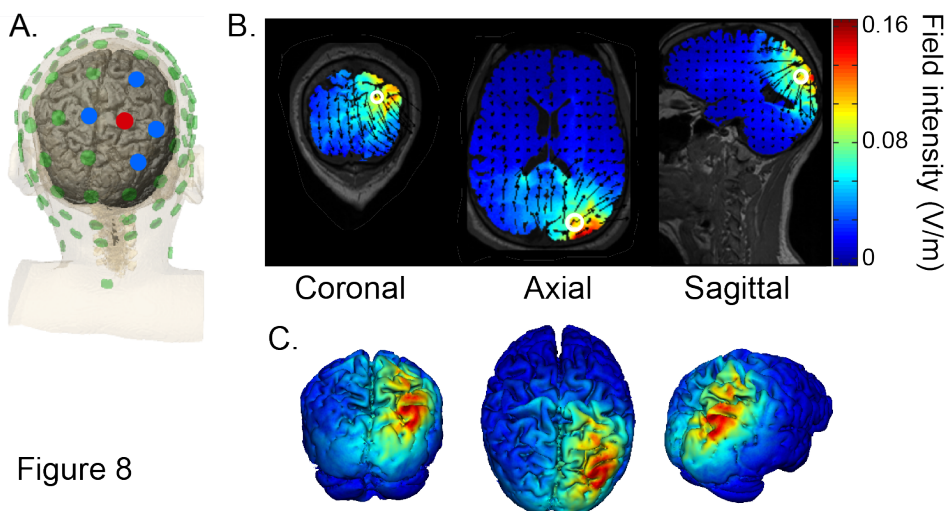 A.
B.
0.16
0.08
0
Field intensity (V/m)
Coronal
Axial
Sagittal
C.
Figure 8